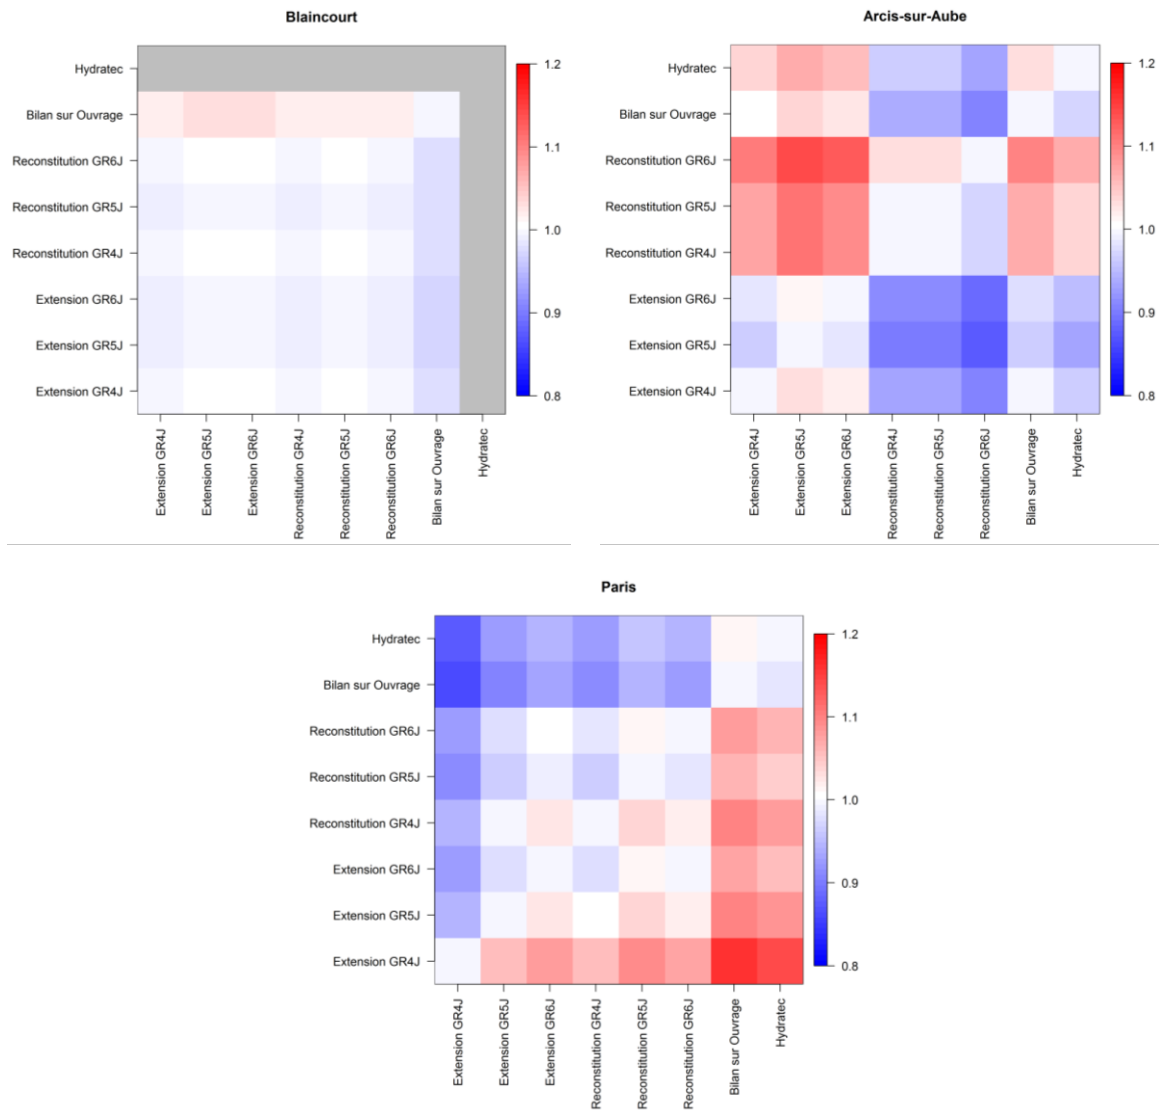 Blaincourt
Hydratec
Bilan sur Ouvrage
Reconstitution GR6J
Reconstitution GR5J
Reconstitution GR4J
Extension GR6J
Extension GR5J
Extension GR4J
1.2
1.1
1.0
0.9
0.8
Extension GR4J
Extension GR5J
Extension GR6J
Reconstitution GR4J
Reconstitution GR5J
Reconstitution GR6J
Bilan sur Ouvrage
Hydratec
Arcis-sur-Aube
Hydratec
Bilan sur Ouvrage
Reconstitution GR6J
Reconstitution GR5J
Reconstitution GR4J
Extension GR6J
Extension GR5J
Extension GR4J
1.2
1.1
1.0
0.9
0.8
Extension GR4J
Extension GR5J
Extension GR6J
Reconstitution GR4J
Reconstitution GR5J
Reconstitution GR6J
Bilan sur Ouvrage
Hydratec
Paris
Hydratec
Bilan sur Ouvrage
Reconstitution GR6J
Reconstitution GR5J
Reconstitution GR4J
Extension GR6J
Extension GR5J
Extension GR4J
1.2
1.1
1.0
0.9
0.8
Extension GR4J
Extension GR5J
Extension GR6J
Reconstitution GR4J
Reconstitution GR5J
Reconstitution GR6J
Bilan sur Ouvrage
Hydratec